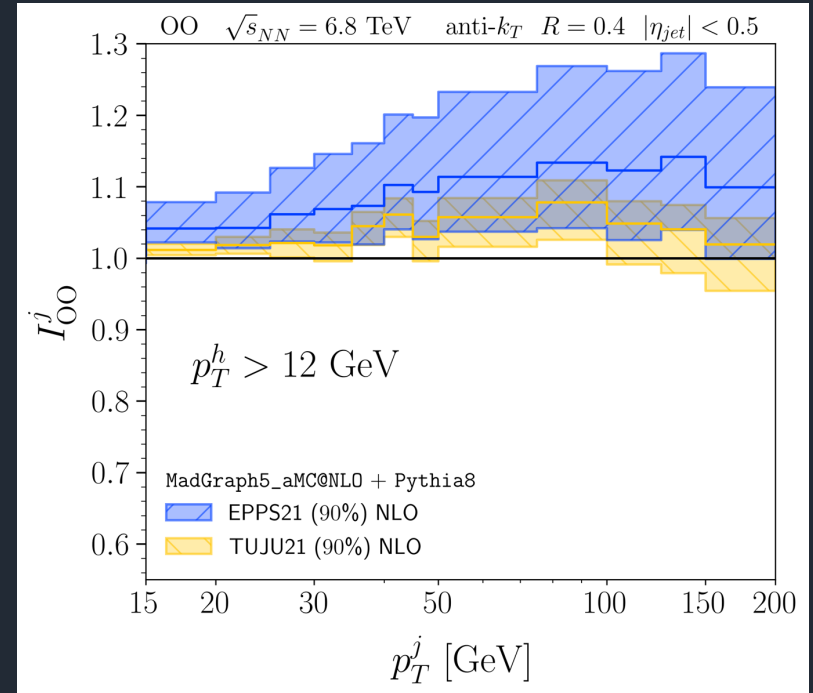 OO √s_NN = 6.8 TeV anti-k_T R = 0.4 |η_jet| < 0.5
1.3
1.2
1.1
1.0
0.9
0.8
0.7
0.6
I^j_OO
p_T^h > 12 GeV
MadGraph5_aMC@NLO + Pythia8
EPPS21 (90%) NLO
TUJU21 (90%) NLO
15 20 30 50 100 150 200
p_T^j [GeV]